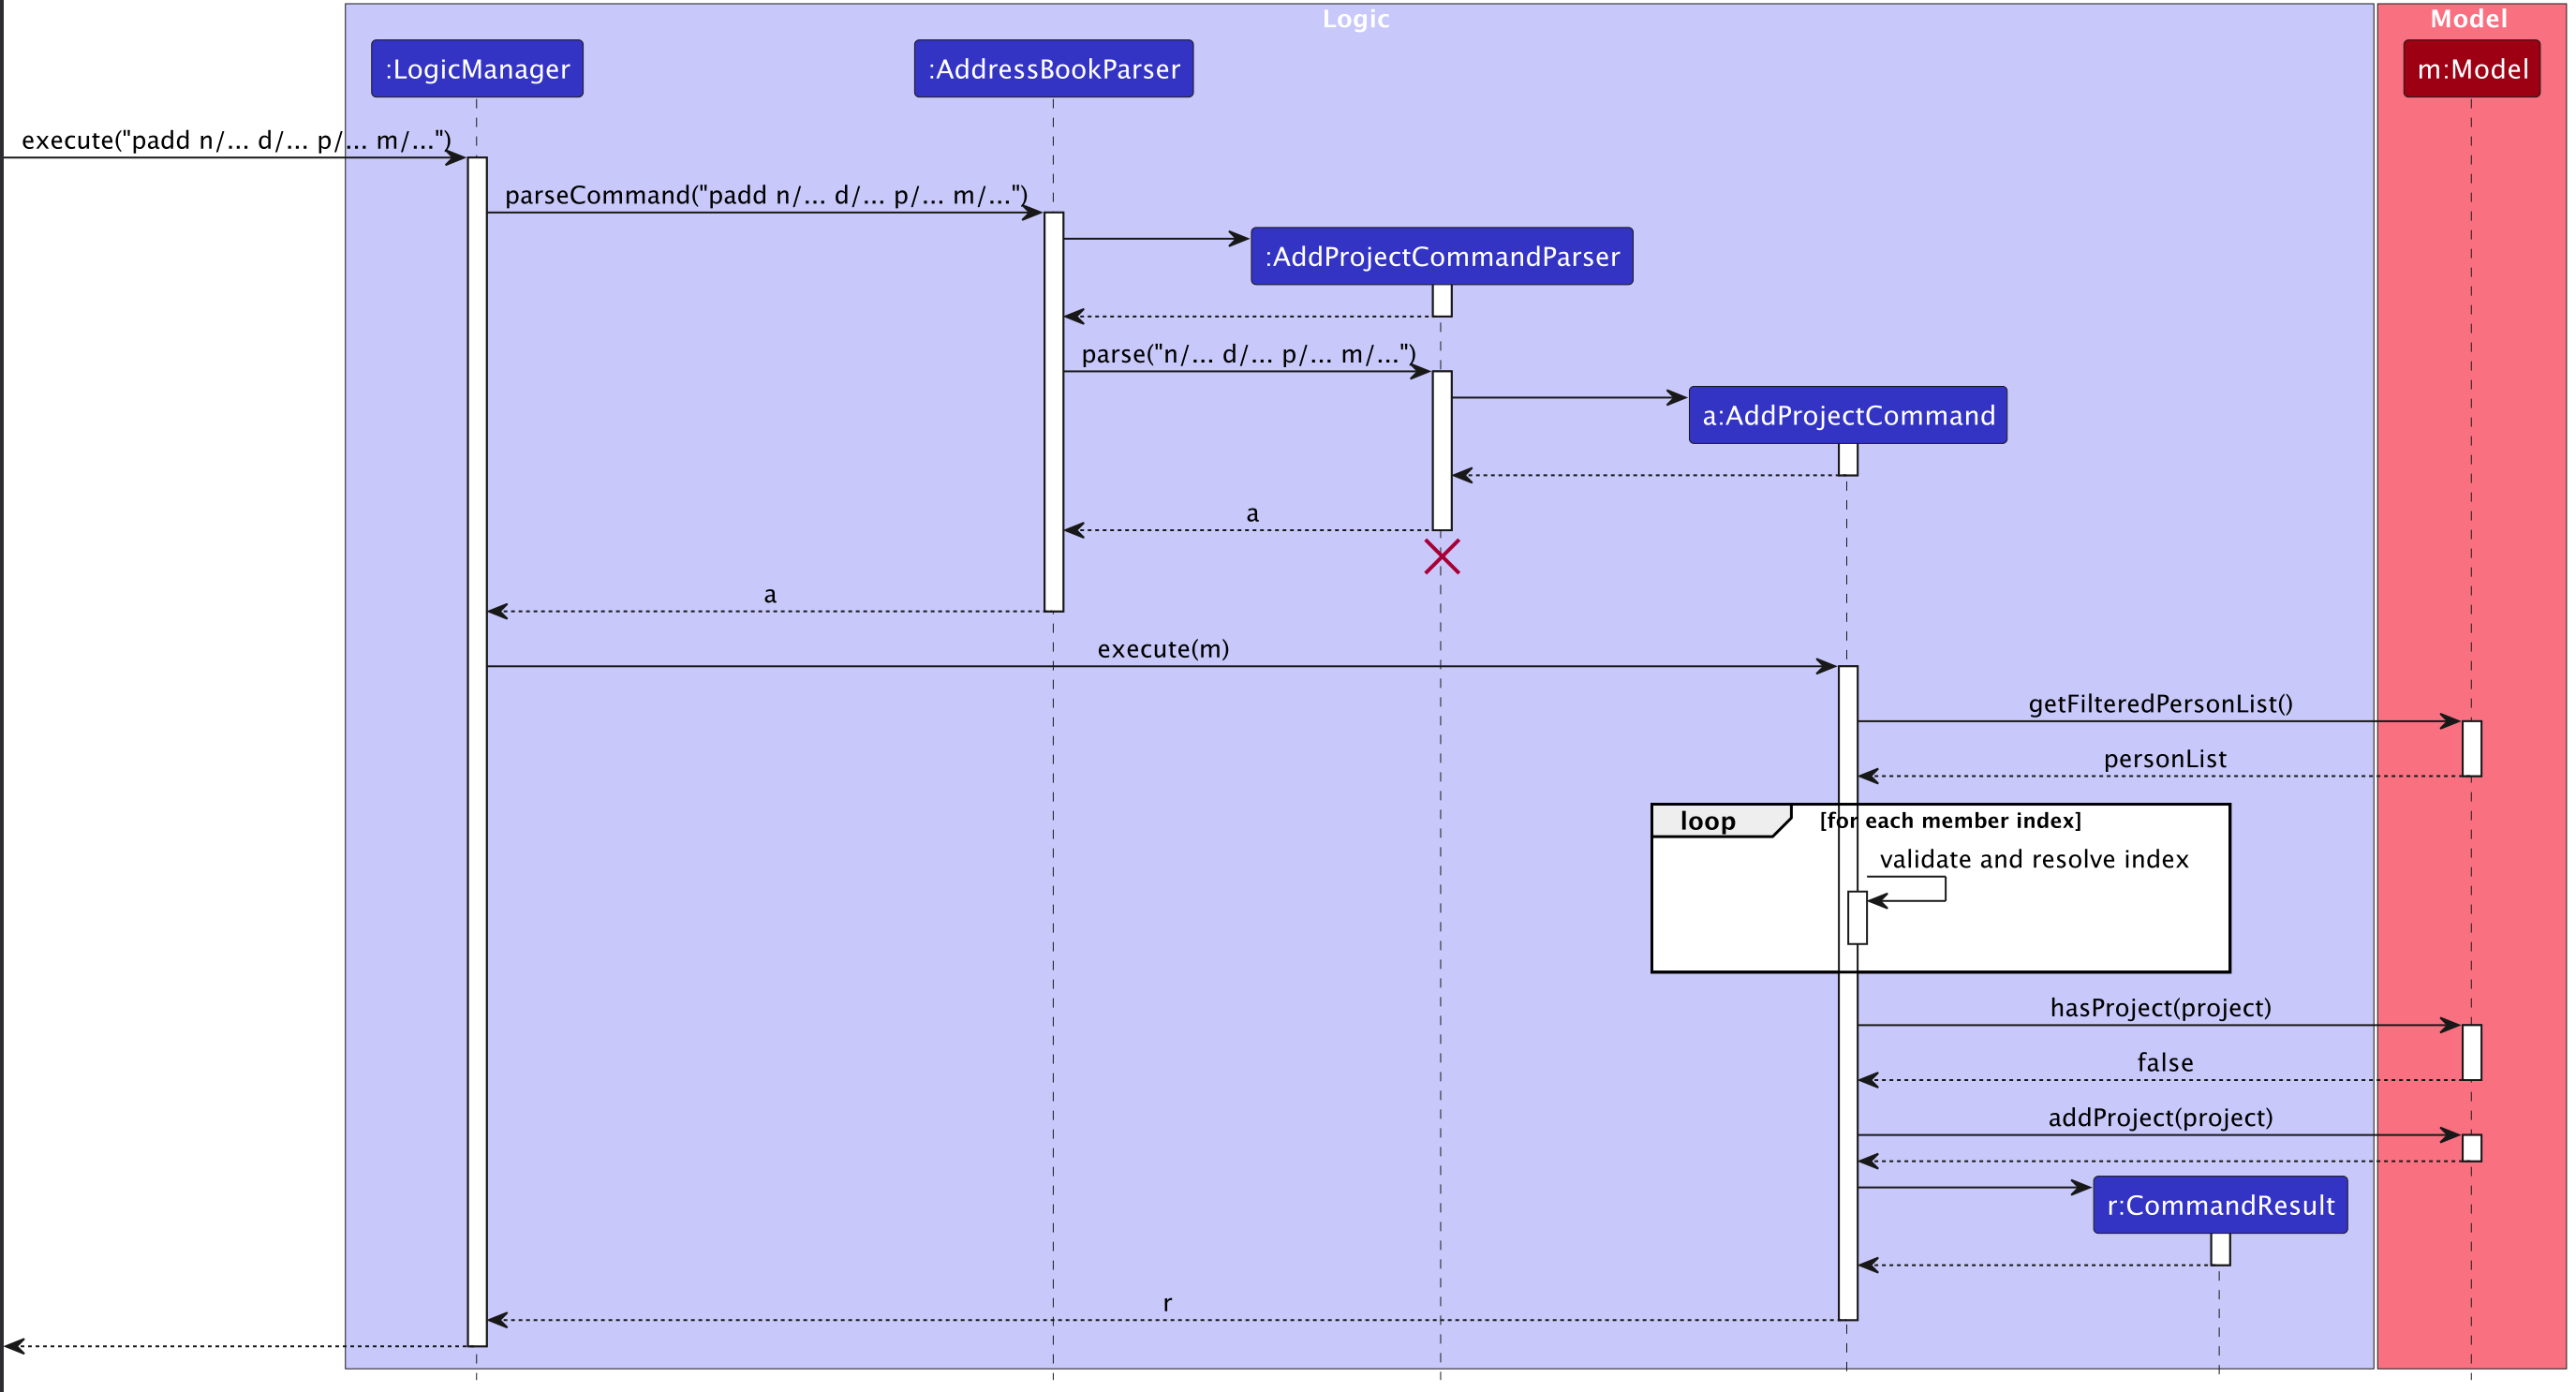 Logic
Model
:LogicManager
:AddressBookParser
m:Model
execute("padd n/... d/... p/... m/...")
parseCommand("padd n/... d/... p/... m/...")
:AddProjectCommandParser
parse("n/... d/... p/... m/...")
a:AddProjectCommand
a
a
execute(m)
getFilteredPersonList()
personList
loop
[for each member index]
validate and resolve index
hasProject(project)
false
addProject(project)
r:CommandResult
r